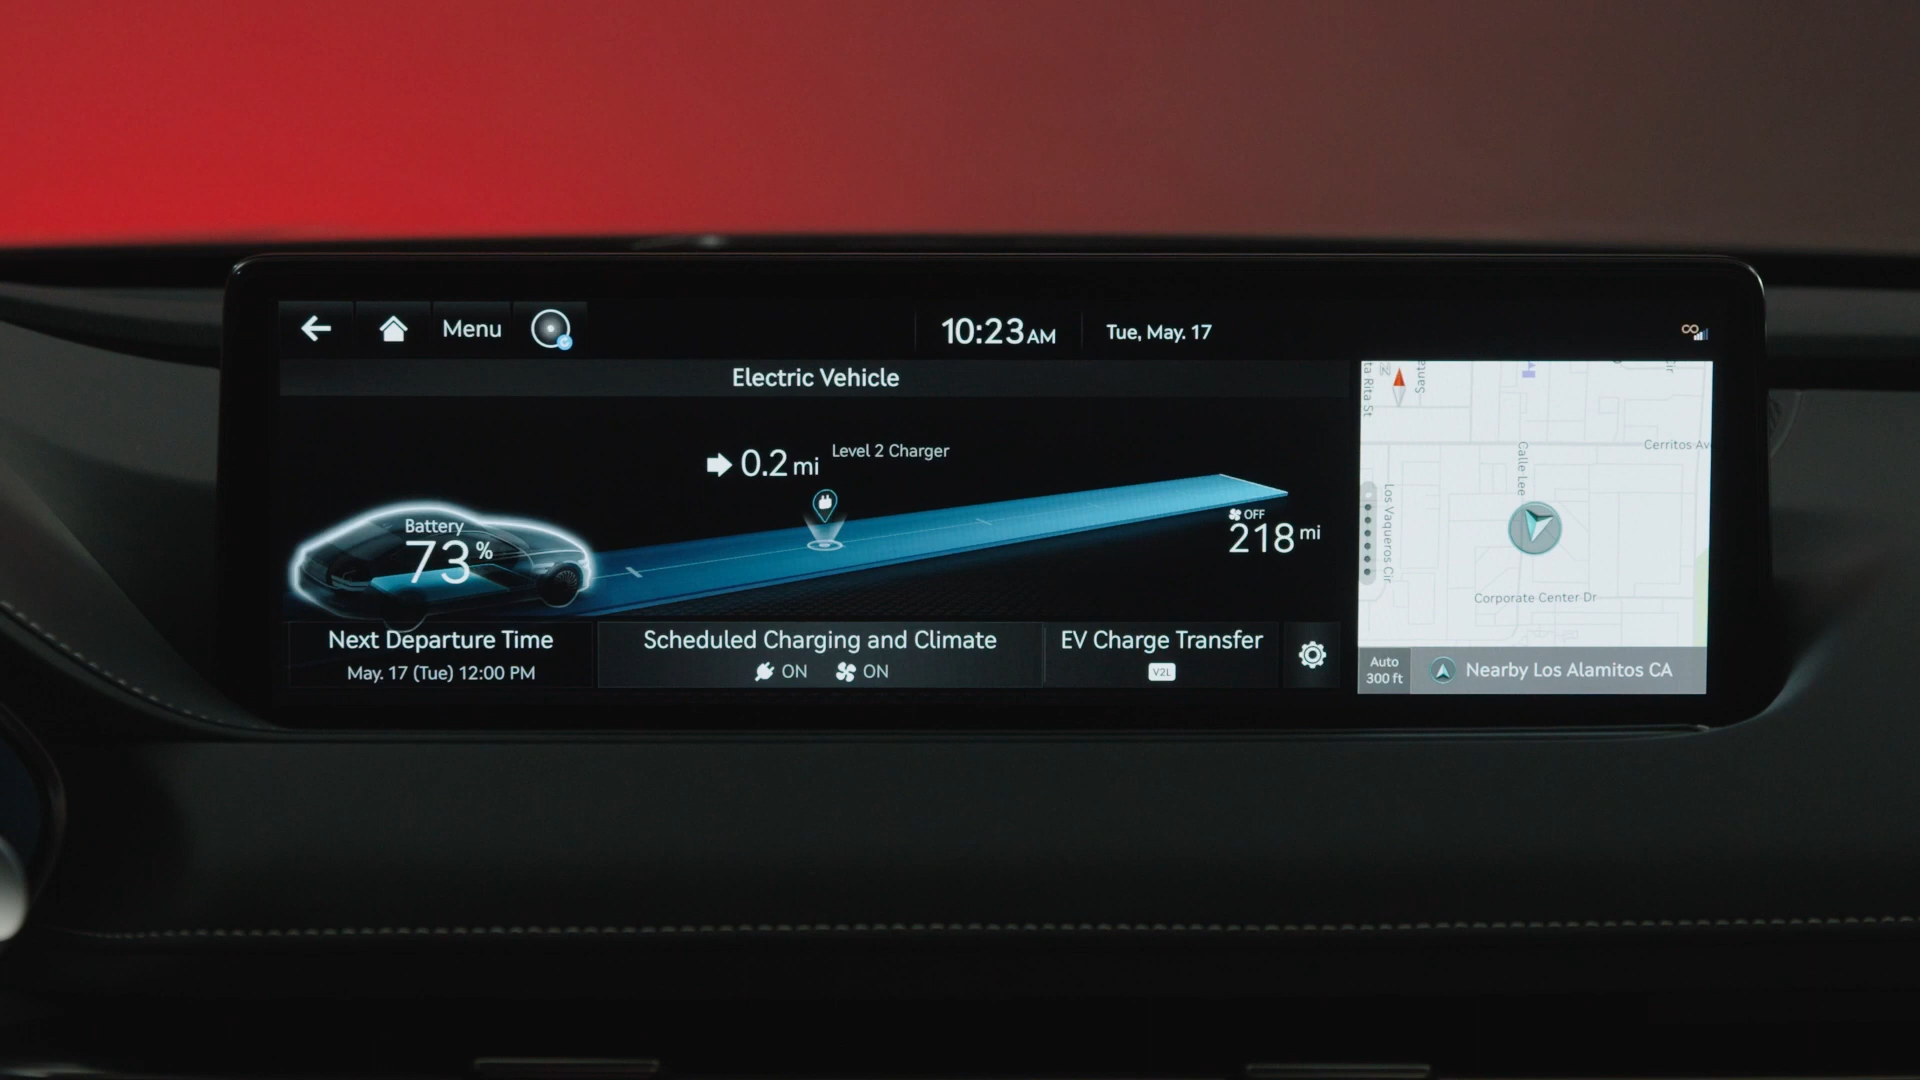 Menu
10:23 AM
Tue, May. 17
Electric Vehicle
0.2 mi
Level 2 Charger
Battery
73%
OFF
218 mi
Next Departure Time
May. 17 (Tue) 12:00 PM
Scheduled Charging and Climate
ON
ON
EV Charge Transfer
V2L
N
ta Rita St
Santa
Cerritos Av
Calle Lee
Los Vaqueros Cir
Corporate Center Dr
Auto
300 ft
Nearby Los Alamitos CA